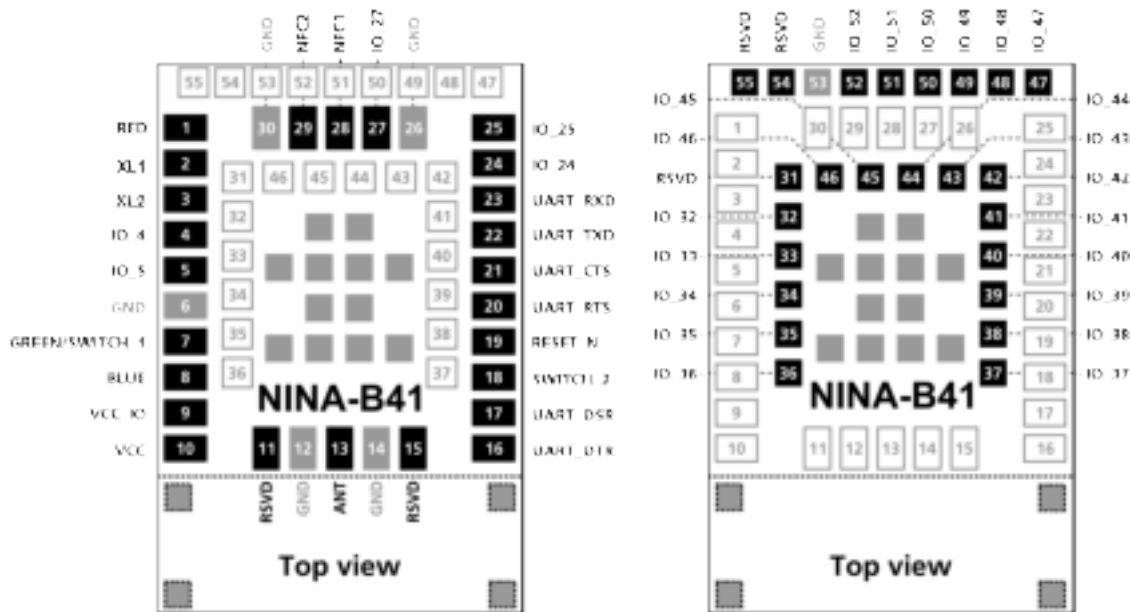 GND NFC2 NFC1 IO_27 GND
55 54 53 52 51 50 49 48 47
RED 1 30 29 28 27 26 25 IO_25
XL1 2 31 46 45 44 43 42 24 IO_24
XL2 3 32 41 23 UART_RXD
IO_4 4 22 UART_TXD
IO_5 5 33 40 21 UART_CTS
GND 6 34 39 20 UART_RTS
GREEN/SWITCH_1 7 35 38 19 RESET_N
BLUE 8 36 37 18 SWITCH_2
NINA-B41
VCC_IO 9 17 UART_DSR
VCC 10 11 12 13 14 15 16 UART_DTR
RSVD GND ANT GND RSVD
Top view
RSVD RSVD GND IO_52 IO_51 IO_50 IO_49 IO_48 IO_47
55 54 53 52 51 50 49 48 47
IO_45 IO_44
1 30 29 28 27 26 25
IO_46 IO_43
2 24
RSVD 31 46 45 44 43 42 IO_42
3 23
IO_32 32 41 IO_41
4 22
IO_33 33 40 IO_40
5 21
IO_34 34 39 IO_39
6 20
IO_35 35 38 IO_38
7 19
IO_36 8 36 37 18 IO_37
NINA-B41
9 17
10 11 12 13 14 15 16
Top view